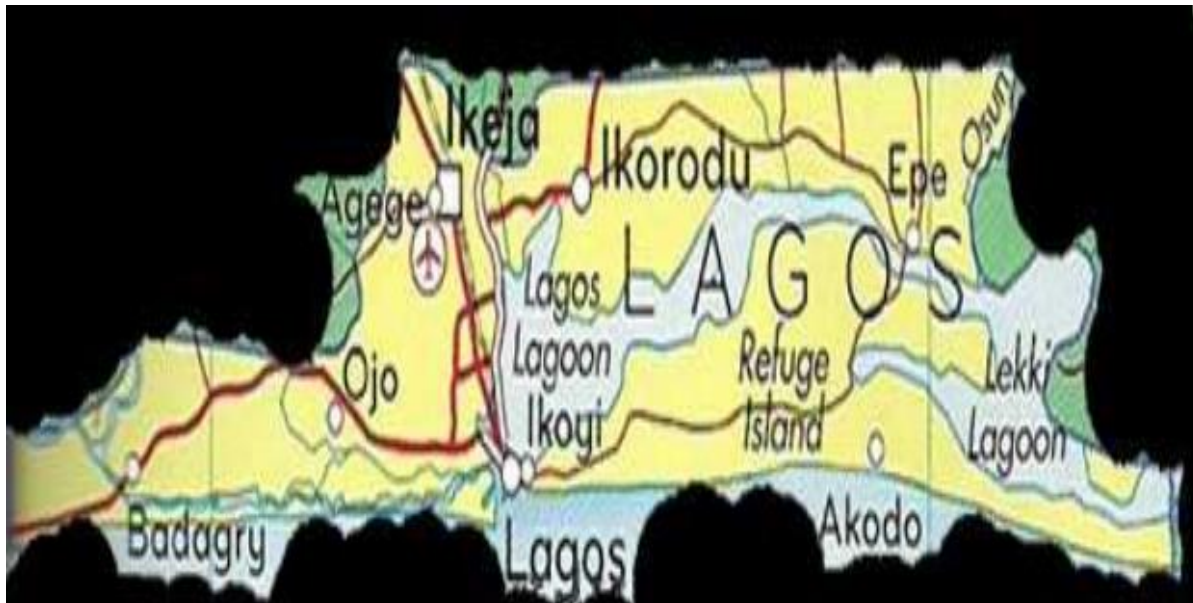 Ikeja
Osun
Ikorodu
Epe
Agege
LAGOS
Lagos
Lagoon
Refuge
Island
Lekki
Lagoon
Ojo
Ikoyi
Badagry
Lagos
Akodo